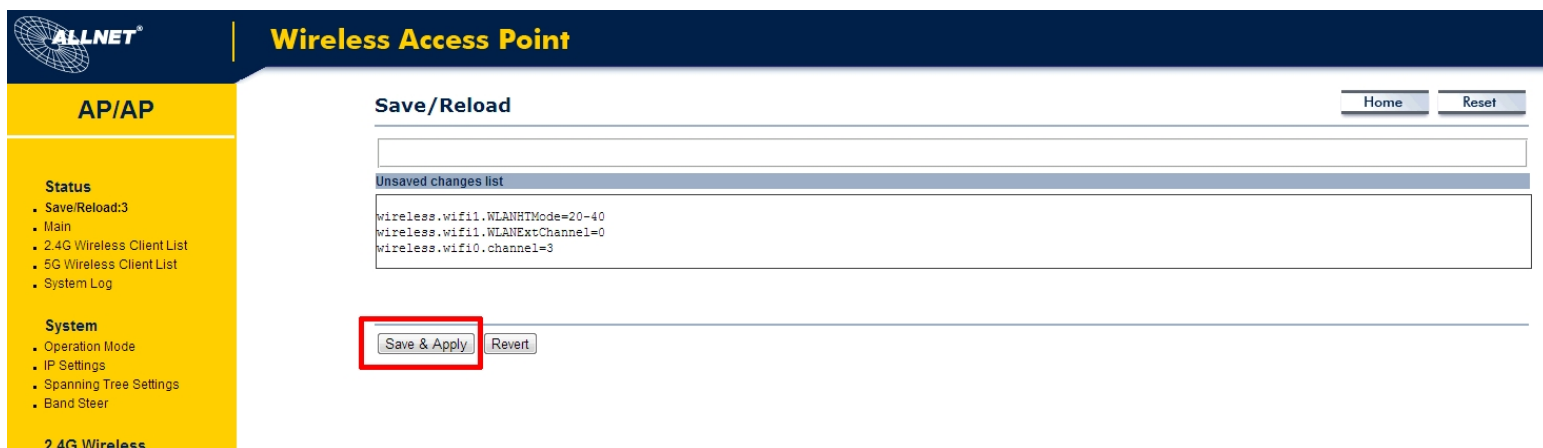 ALLNET®
Wireless Access Point
AP/AP
Status
Save/Reload:3
Main
2.4G Wireless Client List
5G Wireless Client List
System Log
System
Operation Mode
IP Settings
Spanning Tree Settings
Band Steer
2.4G Wireless
Save/Reload
Home Reset
Unsaved changes list
wireless.wifi1.WLANHTMode=20-40
wireless.wifi1.WLANExtChannel=0
wireless.wifi0.channel=3
Save & Apply Revert